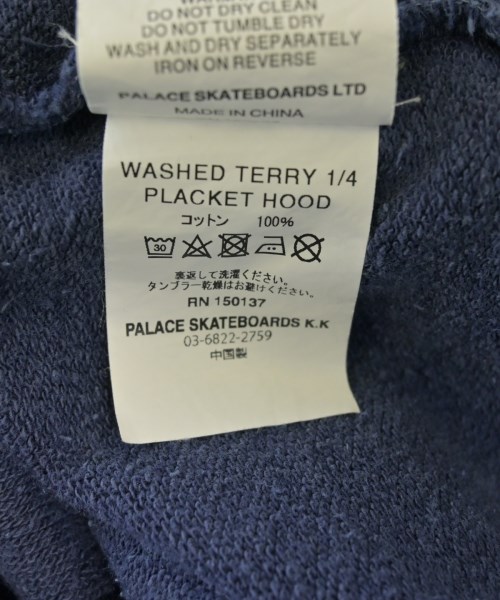 DO NOT DRY CLEAN
DO NOT TUMBLE DRY
WASH AND DRY SEPARATELY
IRON ON REVERSE
PALACE SKATEBOARDS LTD
MADE IN CHINA
WASHED TERRY 1/4
PLACKET HOOD
コットン 100%
30
裏返して洗濯ください。
タンブラー乾燥はお避けください。
RN 150137
PALACE SKATEBOARDS K.K
03-6822-2759
中国製